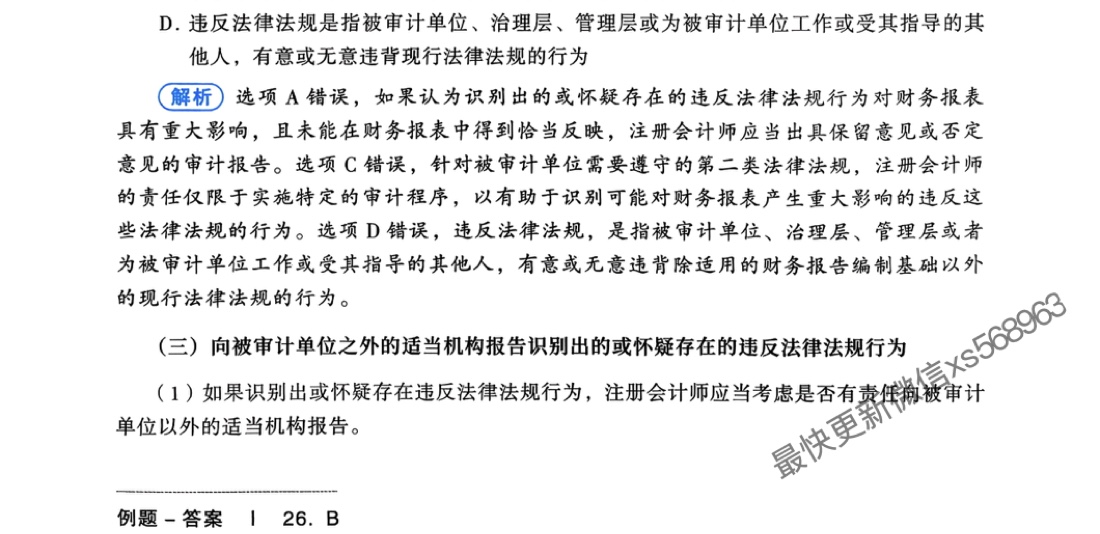 D. 违反法律法规是指被审计单位、治理层、管理层或为被审计单位工作或受其指导的其
他人，有意或无意违背现行法律法规的行为
解析 选项 A 错误，如果认为识别出的或怀疑存在的违反法律法规行为对财务报表
具有重大影响，且未能在财务报表中得到恰当反映，注册会计师应当出具保留意见或否定
意见的审计报告。选项 C 错误，针对被审计单位需要遵守的第二类法律法规，注册会计师
的责任仅限于实施特定的审计程序，以有助于识别可能对财务报表产生重大影响的违反这
些法律法规的行为。选项 D 错误，违反法律法规，是指被审计单位、治理层、管理层或者
为被审计单位工作或受其指导的其他人，有意或无意违背除适用的财务报告编制基础以外
的现行法律法规的行为。
（三）向被审计单位之外的适当机构报告识别出的或怀疑存在的违反法律法规行为
（1）如果识别出或怀疑存在违反法律法规行为，注册会计师应当考虑是否有责任向被审计
单位以外的适当机构报告。
最快更新微信xs568963
例题 – 答案 | 26. B